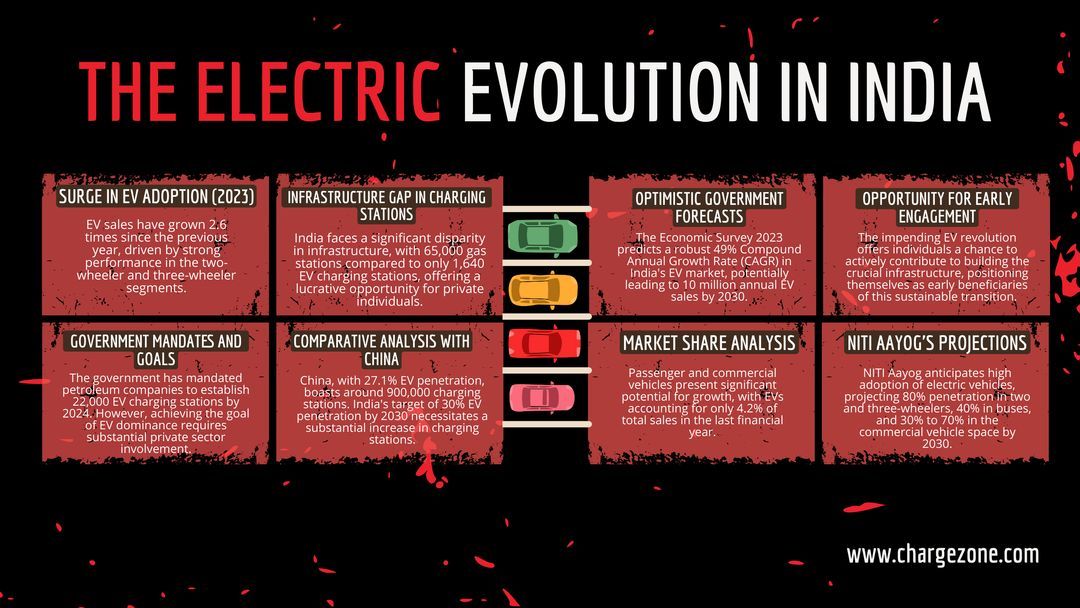 THE ELECTRIC EVOLUTION IN INDIA
SURGE IN EV ADOPTION (2023)
EV sales have grown 2.6
times since the previous
year, driven by strong
performance in the two-
wheeler and three-wheeler
segments.
INFRASTRUCTURE GAP IN CHARGING
STATIONS
India faces a significant disparity
in infrastructure, with 65,000 gas
stations compared to only 1,640
EV charging stations, offering a
lucrative opportunity for private
individuals.
OPTIMISTIC GOVERNMENT
FORECASTS
The Economic Survey 2023
predicts a robust 49% Compound
Annual Growth Rate (CAGR) in
India's EV market, potentially
leading to 10 million annual EV
sales by 2030.
OPPORTUNITY FOR EARLY
ENGAGEMENT
The impending EV revolution
offers individuals a chance to
actively contribute to building the
crucial infrastructure, positioning
themselves as early beneficiaries
of this sustainable transition.
GOVERNMENT MANDATES AND
GOALS
The government has mandated
petroleum companies to establish
22,000 EV charging stations by
2024. However, achieving the goal
of EV dominance requires
substantial private sector
involvement.
COMPARATIVE ANALYSIS WITH
CHINA
China, with 27.1% EV penetration,
boasts around 900,000 charging
stations. India's target of 30% EV
penetration by 2030 necessitates a
substantial increase in charging
stations.
MARKET SHARE ANALYSIS
Passenger and commercial
vehicles present significant
potential for growth, with EVs
accounting for only 4.2% of
total sales in the last financial
year.
NITI AAYOG'S PROJECTIONS
NITI Aayog anticipates high
adoption of electric vehicles,
projecting 80% penetration in two
and three-wheelers, 40% in buses,
and 30% to 70% in the
commercial vehicle space by
2030.
www.chargezone.com